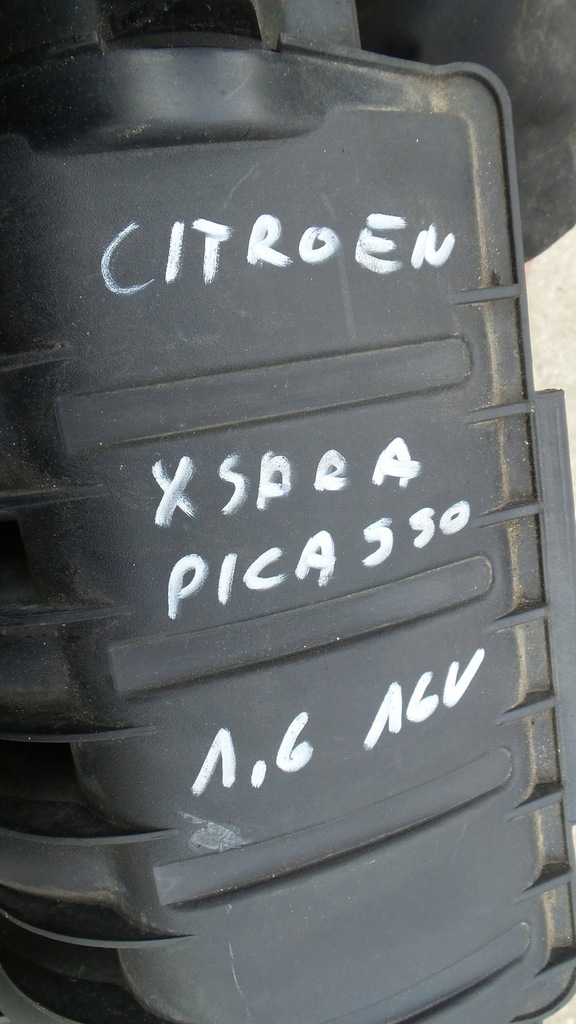 CITROEN
XSARA
PICASSO
1,6 16V